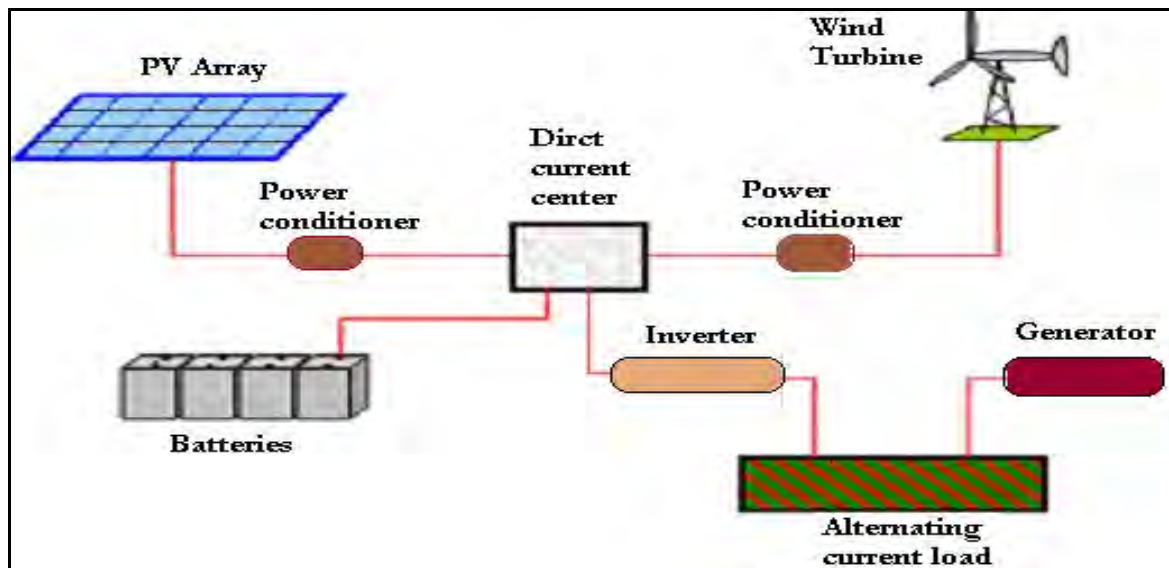 Wind
Turbine
PV Array
Dirct
current
center
Power
conditioner
Power
conditioner
Inverter
Generator
Batteries
Alternating
current load